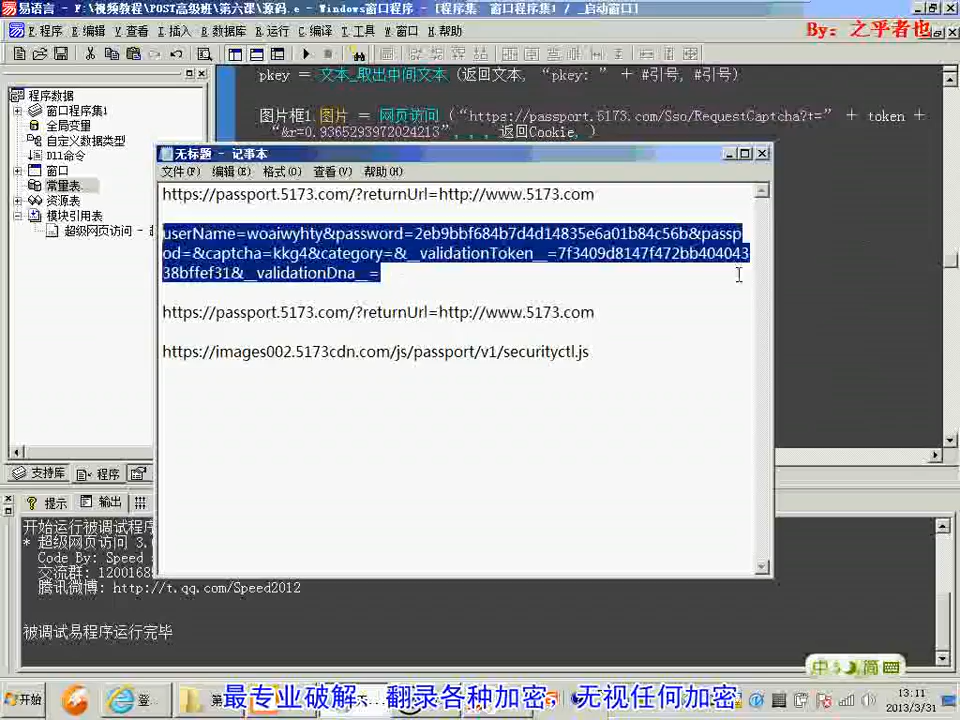 易语言 - F:\视频教程\POST高级班\第六课\源码.e - Windows窗口程序 - [程序集：窗口程序集1 / _启动窗口]
F.程序 E.编辑 V.查看 I.插入 B.数据库 R.运行 C.编译 T.工具 W.窗口 H.帮助
By：之乎者也
pkey = 文本_取出中间文本 (返回文本, “pkey: ” + #引号, #引号)
图片框1.图片 = 网页访问 (“https://passport.5173.com/Sso/RequestCaptcha?t=” + token +
“&r=0.9365293972024213”, , , 返回Cookie, )
程序数据
窗口程序集1
全局变量
自定义数据类型
Dll命令
窗口
常量表...
资源表
模块引用表
超级网页访问 -
无标题 - 记事本
文件(F) 编辑(E) 格式(O) 查看(V) 帮助(H)
https://passport.5173.com/?returnUrl=http://www.5173.com
userName=woaiwyhty&password=2eb9bbf684b7d4d14835e6a01b84c56b&passp
od=&captcha=kkg4&category=&__validationToken__=7f3409d8147f472bb404043
38bffef31&__validationDna__=
https://passport.5173.com/?returnUrl=http://www.5173.com
https://images002.5173cdn.com/js/passport/v1/securityctl.js
支持库 程序
提示 输出
开始运行被调试程序
* 超级网页访问 3.
Code By: Speed
交流群: 1200168
腾讯微博: http://t.qq.com/Speed2012
被调试易程序运行完毕
中 简
开始 登... 第
最专业破解、翻录各种加密，无视任何加密
13:11
2013/3/31